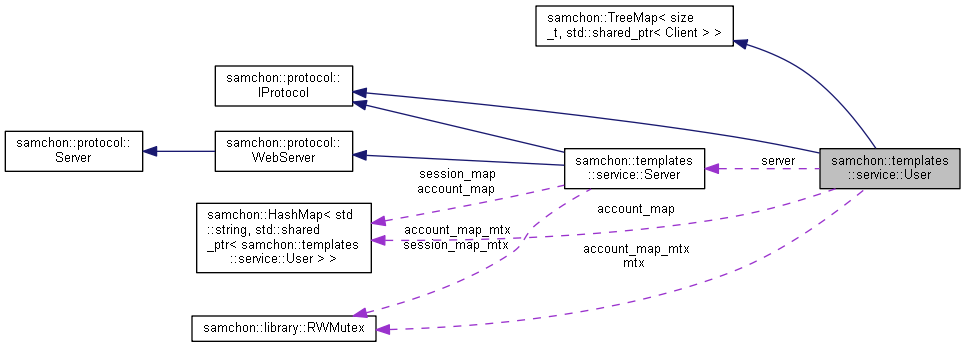 samchon::TreeMap< size
_t, std::shared_ptr< Client > >
samchon::protocol::
IProtocol
samchon::protocol::
Server
samchon::protocol::
WebServer
samchon::templates
::service::Server
server
samchon::templates
::service::User
session_map
account_map
samchon::HashMap< std
::string, std::shared
_ptr< samchon::templates
::service::User > >
account_map
account_map_mtx
session_map_mtx
account_map_mtx
mtx
samchon::library::RWMutex